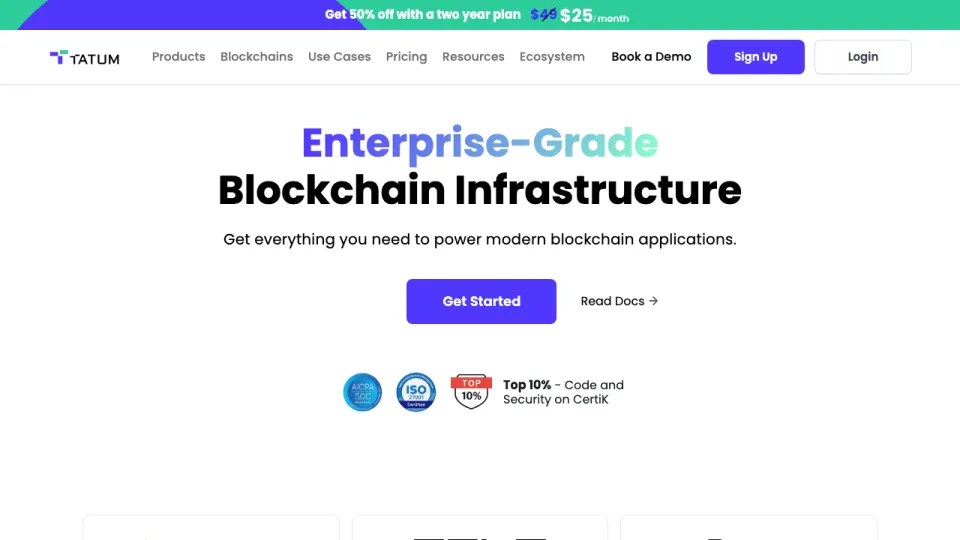 Get 50% off with a two year plan $49 $25 / month
TATUM Products Blockchains Use Cases Pricing Resources Ecosystem Book a Demo Sign Up Login
Enterprise-Grade
Blockchain Infrastructure
Get everything you need to power modern blockchain applications.
Get Started Read Docs →
AICPA
SOC
ISO
27001
Certified
TOP
10%
Top 10% - Code and
Security on CertiK